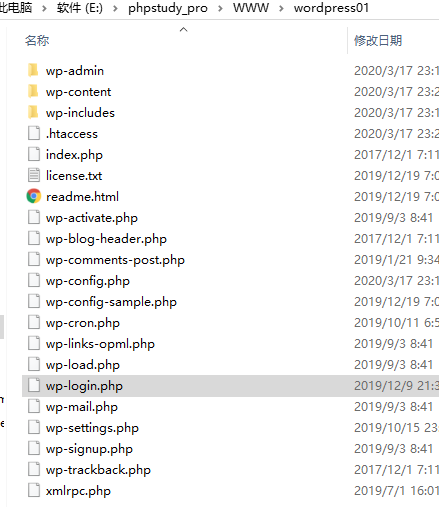 此电脑 › 软件 (E:) › phpstudy_pro › WWW › wordpress01
名称 修改日期
wp-admin 2020/3/17 23:1
wp-content 2020/3/17 23:2
wp-includes 2020/3/17 23:1
.htaccess 2020/3/17 23:2
index.php 2017/12/1 7:11
license.txt 2019/12/19 7:0
readme.html 2019/12/19 7:0
wp-activate.php 2019/9/3 8:41
wp-blog-header.php 2017/12/1 7:11
wp-comments-post.php 2019/1/21 9:34
wp-config.php 2020/3/17 23:1
wp-config-sample.php 2019/12/19 7:0
wp-cron.php 2019/10/11 6:5
wp-links-opml.php 2019/9/3 8:41
wp-load.php 2019/9/3 8:41
wp-login.php 2019/12/9 21:3
wp-mail.php 2019/9/3 8:41
wp-settings.php 2019/10/15 23
wp-signup.php 2019/9/3 8:41
wp-trackback.php 2017/12/1 7:11
xmlrpc.php 2019/7/1 16:01